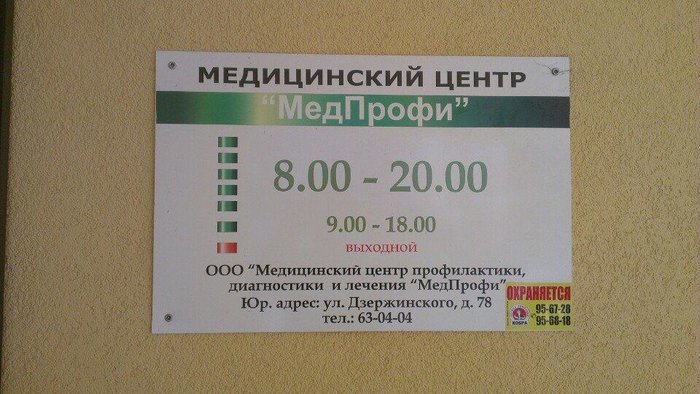 МЕДИЦИНСКИЙ ЦЕНТР
“МедПрофи”
8.00 - 20.00
9.00 - 18.00
выходной
ООО “Медицинский центр профилактики,
диагностики и лечения “МедПрофи”
Юр. адрес: ул. Дзержинского, д. 78
тел.: 63-04-04
ОХРАНЯЕТСЯ
95-67-28
95-68-18
КОБРА